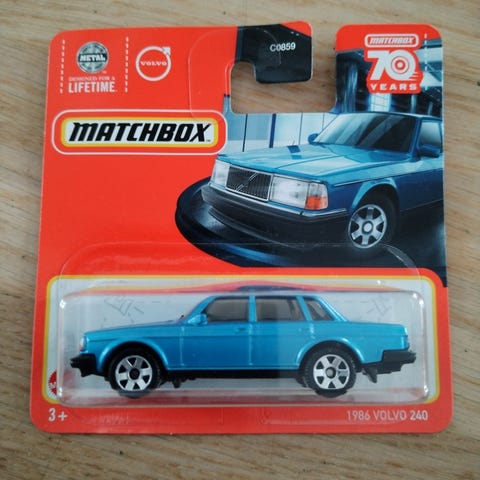 METAL
DESIGNED FOR A
LIFETIME.
VOLVO
C0859
MATCHBOX
70
YEARS
MATCHBOX
3+
1986 VOLVO 240